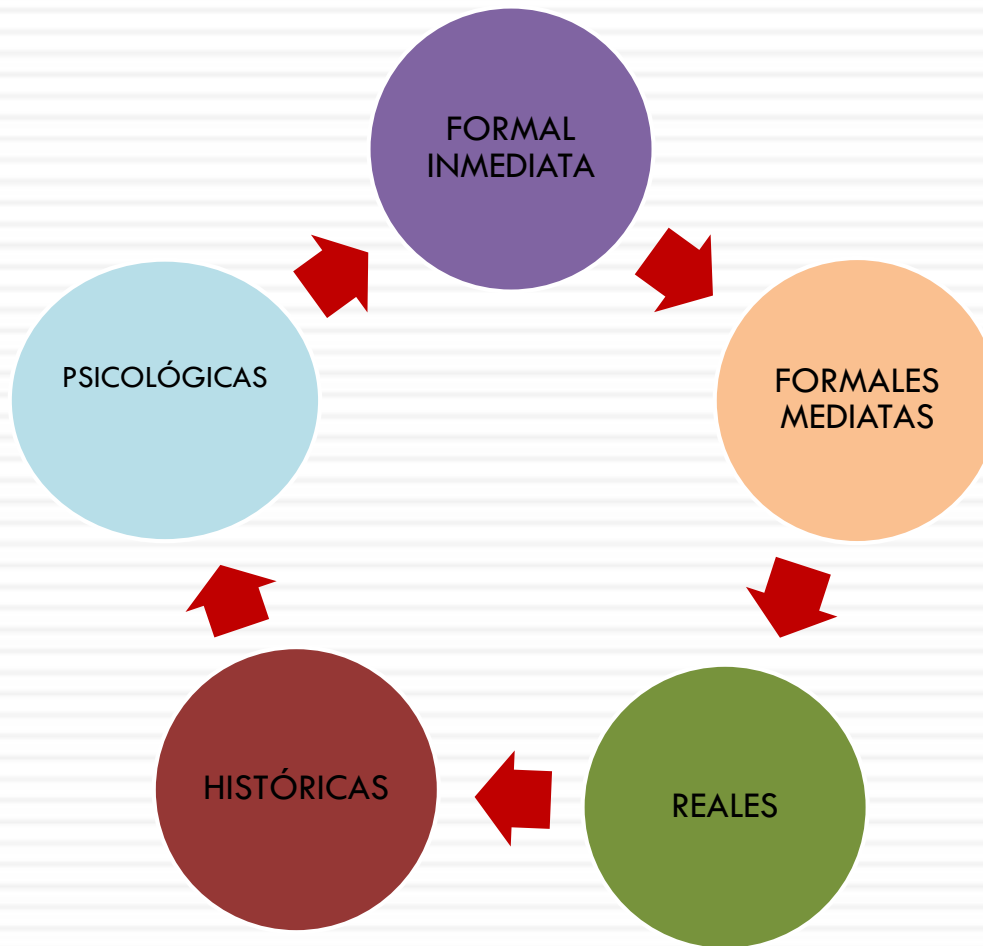 FORMAL
INMEDIATA
FORMALES
MEDIATAS
REALES
HISTÓRICAS
PSICOLÓGICAS